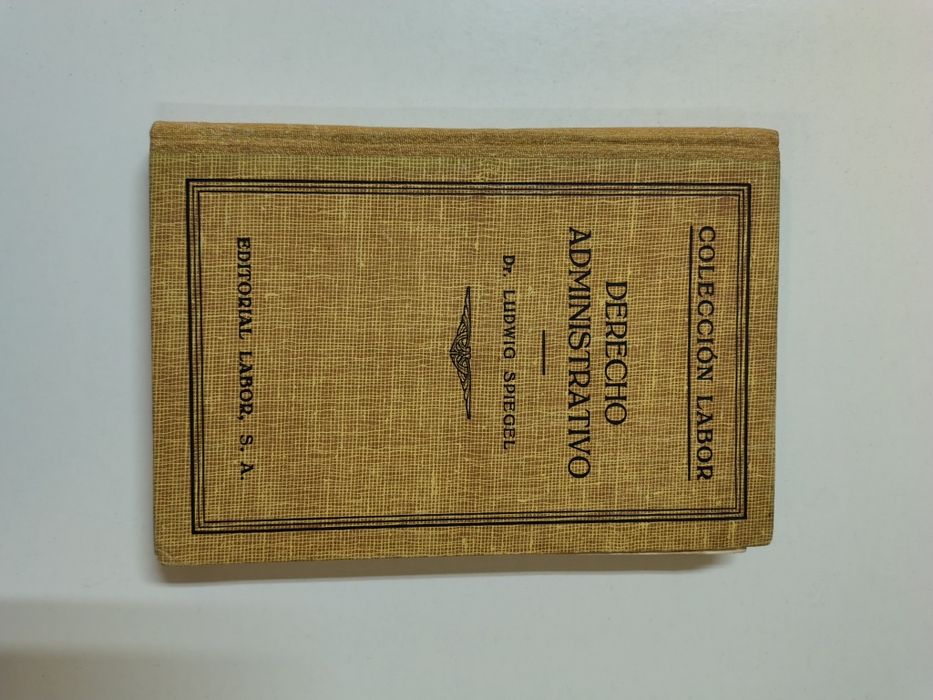 COLECCIÓN LABOR
DERECHO
ADMINISTRATIVO
Dr. LUDWIG SPIEGEL
EDITORIAL LABOR, S. A.